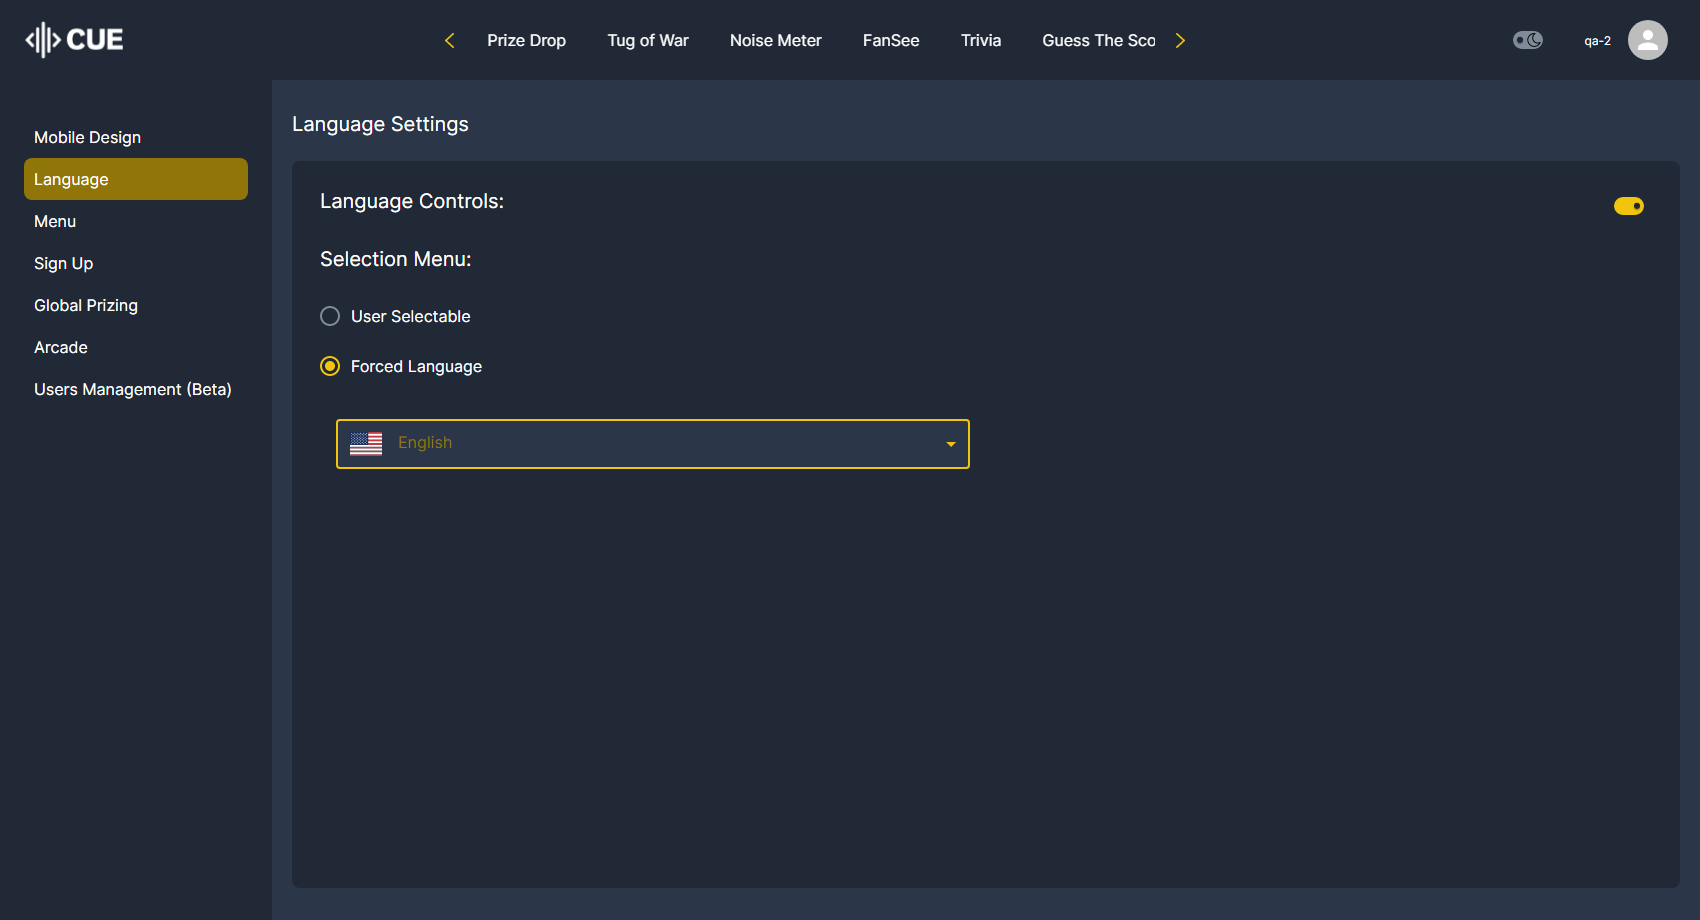 CUE
Prize Drop
Tug of War
Noise Meter
FanSee
Trivia
Guess The Sco
qa-2
Mobile Design
Language
Menu
Sign Up
Global Prizing
Arcade
Users Management (Beta)
Language Settings
Language Controls:
Selection Menu:
User Selectable
Forced Language
English